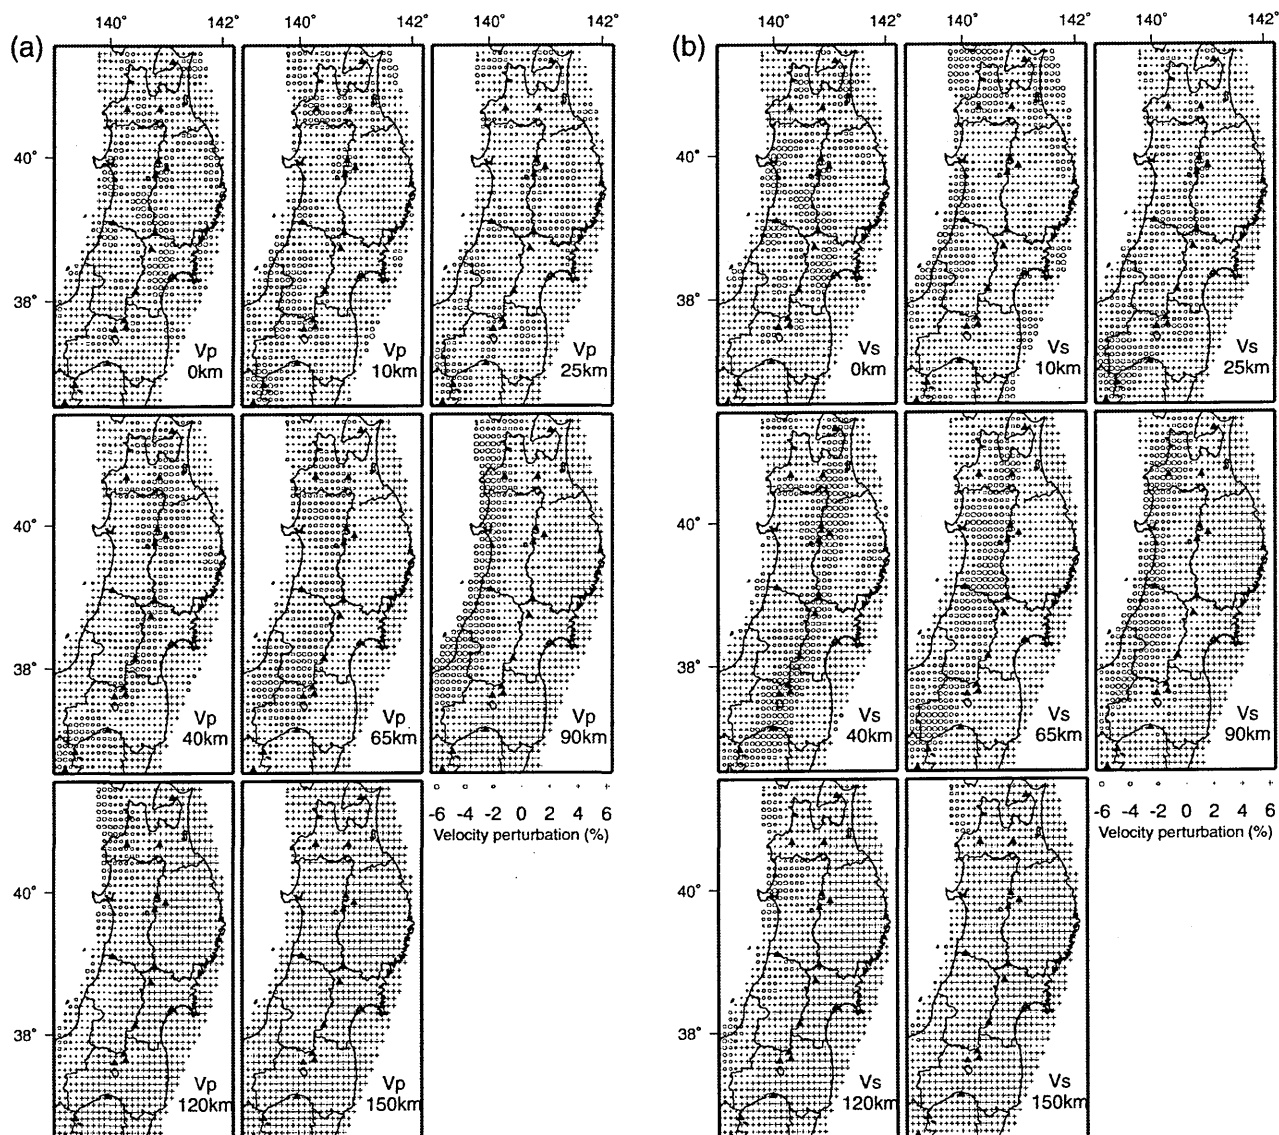 140° 142° 140° 142° 140° 142° 140° 142° 140° 142° 140° 142°
(a) (b)
40° 40°
38° 38°
Vp Vp Vp Vs Vs Vs
0km 10km 25km 0km 10km 25km
40° 40°
38° 38°
Vp Vp Vp Vs Vs Vs
40km 65km 90km 40km 65km 90km
-6 -4 -2 0 2 4 6 -6 -4 -2 0 2 4 6
Velocity perturbation (%) Velocity perturbation (%)
40° 40°
38° 38°
Vp Vp Vs Vs
120km 150km 120km 150km